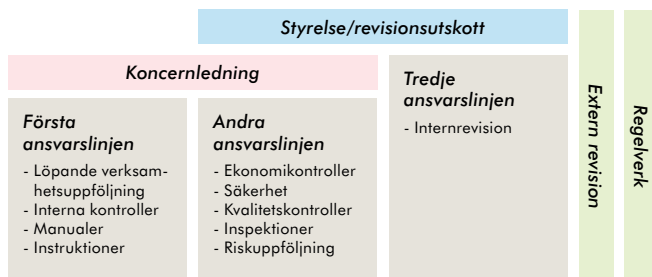 Styrelse/revisionsutskott
Koncernledning
Första
ansvarslinjen
- Löpande verksam-
hetsuppföljning
- Interna kontroller
- Manualer
- Instruktioner
Andra
ansvarslinjen
- Ekonomikontroller
- Säkerhet
- Kvalitetskontroller
- Inspektioner
- Riskuppföljning
Tredje
ansvarslinjen
- Internrevision
Extern revision
Regelverk